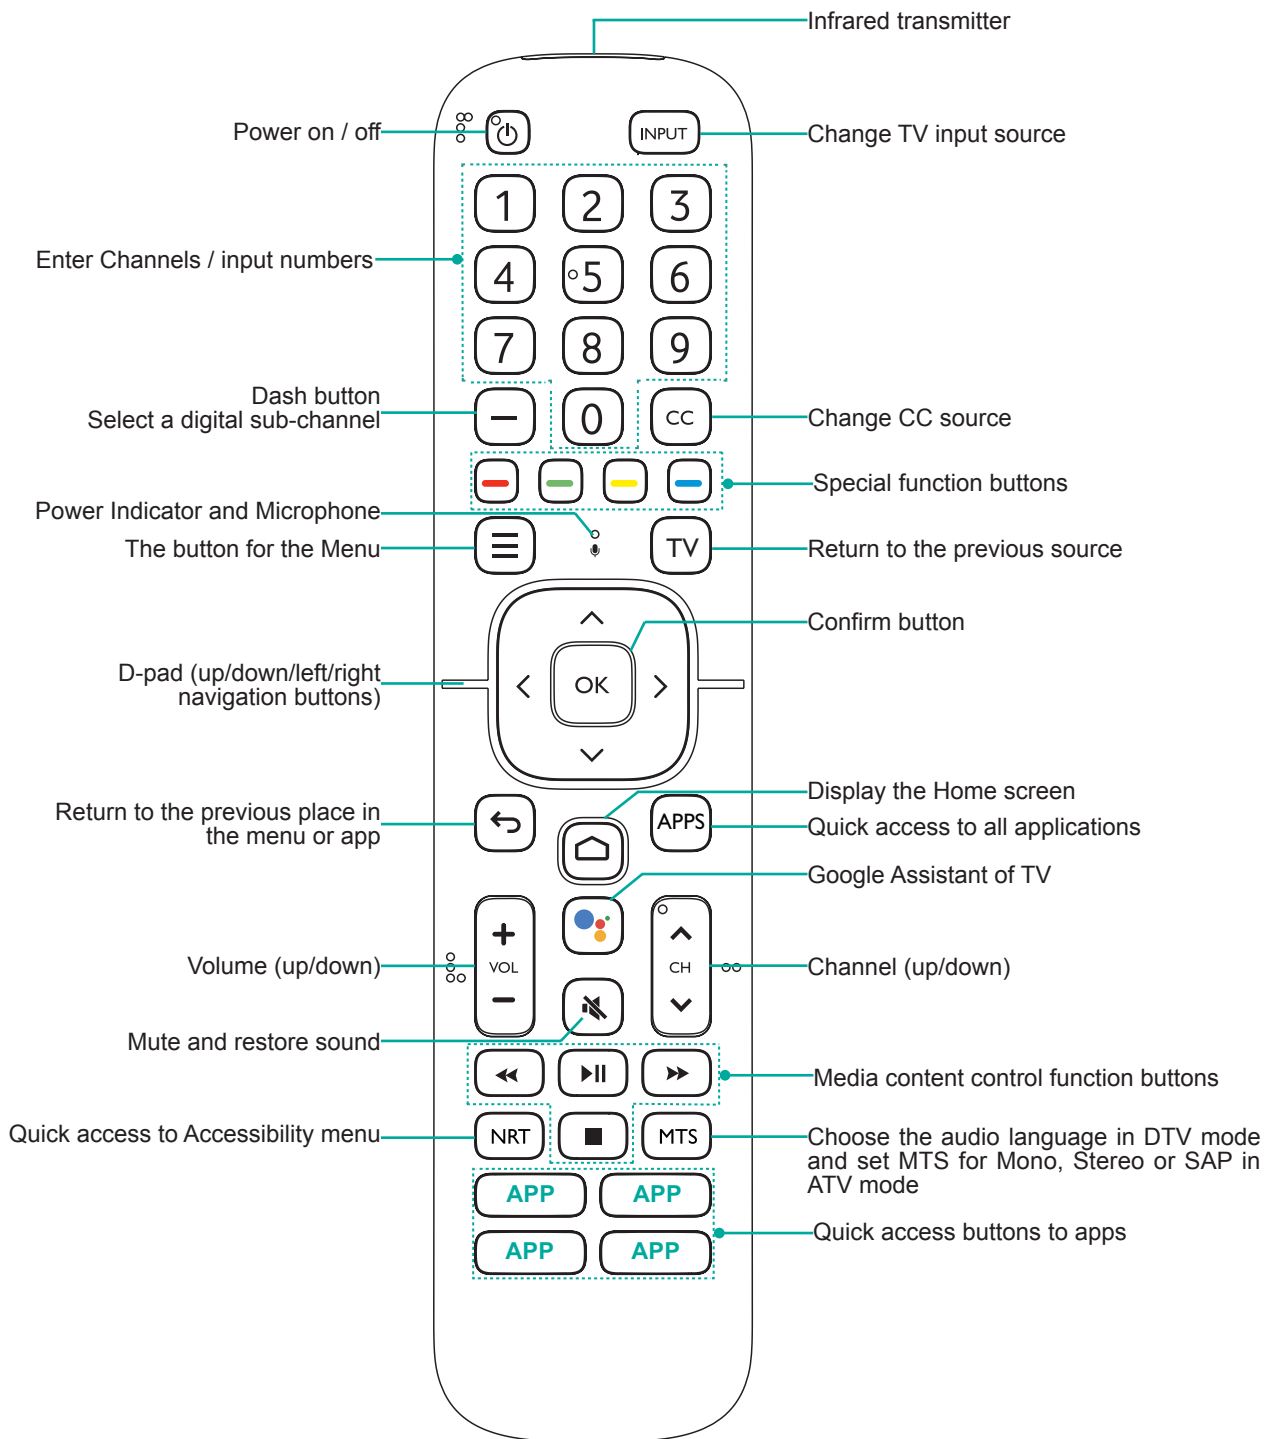 Infrared transmitter
Power on / off
INPUT
Change TV input source
1 2 3
Enter Channels / input numbers
4 5 6
7 8 9
Dash button
Select a digital sub-channel
0
CC
Change CC source
Special function buttons
Power Indicator and Microphone
The button for the Menu
TV
Return to the previous source
Confirm button
D-pad (up/down/left/right
navigation buttons)
OK
Display the Home screen
Return to the previous place in
the menu or app
APPS
Quick access to all applications
Google Assistant of TV
Volume (up/down)
VOL
CH
Channel (up/down)
Mute and restore sound
Media content control function buttons
Quick access to Accessibility menu
NRT
MTS
Choose the audio language in DTV mode
and set MTS for Mono, Stereo or SAP in
ATV mode
APP APP
Quick access buttons to apps
APP APP